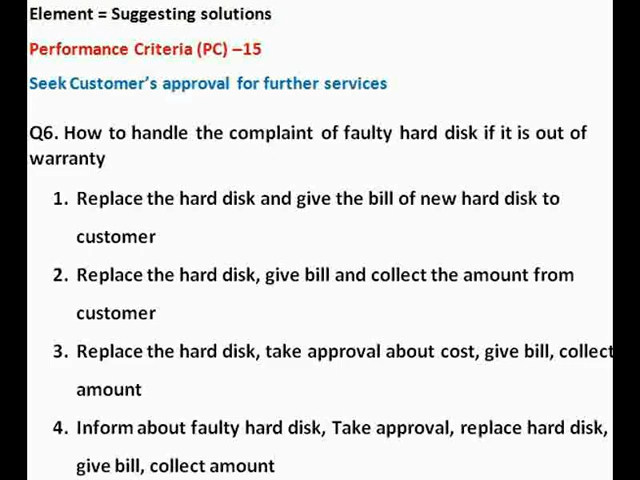 Element = Suggesting solutions
Performance Criteria (PC) –15
Seek Customer's approval for further services
Q6. How to handle the complaint of faulty hard disk if it is out of
warranty
1. Replace the hard disk and give the bill of new hard disk to
customer
2. Replace the hard disk, give bill and collect the amount from
customer
3. Replace the hard disk, take approval about cost, give bill, collect
amount
4. Inform about faulty hard disk, Take approval, replace hard disk,
give bill, collect amount